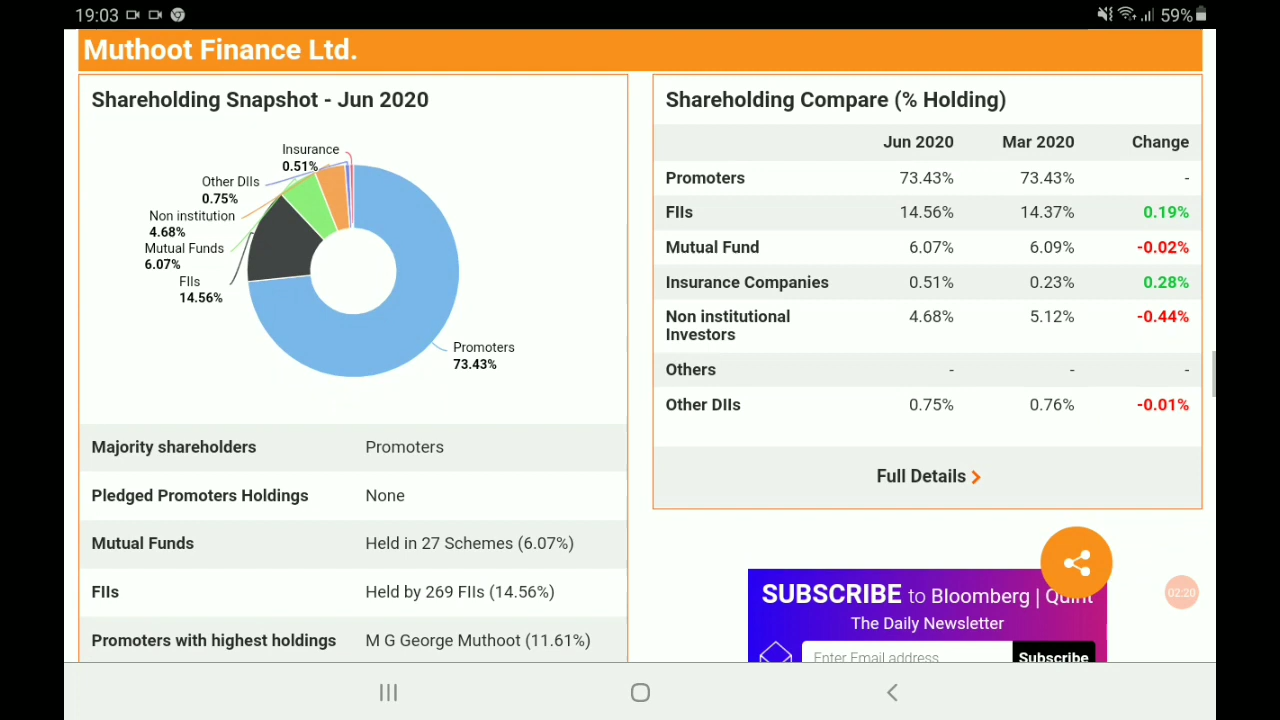 19:03
59%
Muthoot Finance Ltd.
Shareholding Snapshot - Jun 2020
Insurance
0.51%
Other DIIs
0.75%
Non institution
4.68%
Mutual Funds
6.07%
FIIs
14.56%
Promoters
73.43%
Majority shareholders Promoters
Pledged Promoters Holdings None
Mutual Funds Held in 27 Schemes (6.07%)
FIIs Held by 269 FIIs (14.56%)
Promoters with highest holdings M G George Muthoot (11.61%)
Shareholding Compare (% Holding)
Jun 2020 Mar 2020 Change
Promoters 73.43% 73.43% -
FIIs 14.56% 14.37% 0.19%
Mutual Fund 6.07% 6.09% -0.02%
Insurance Companies 0.51% 0.23% 0.28%
Non institutional 4.68% 5.12% -0.44%
Investors
Others - - -
Other DIIs 0.75% 0.76% -0.01%
Full Details
SUBSCRIBE to Bloomberg | Quint
The Daily Newsletter
Enter Email address Subscribe
02:20